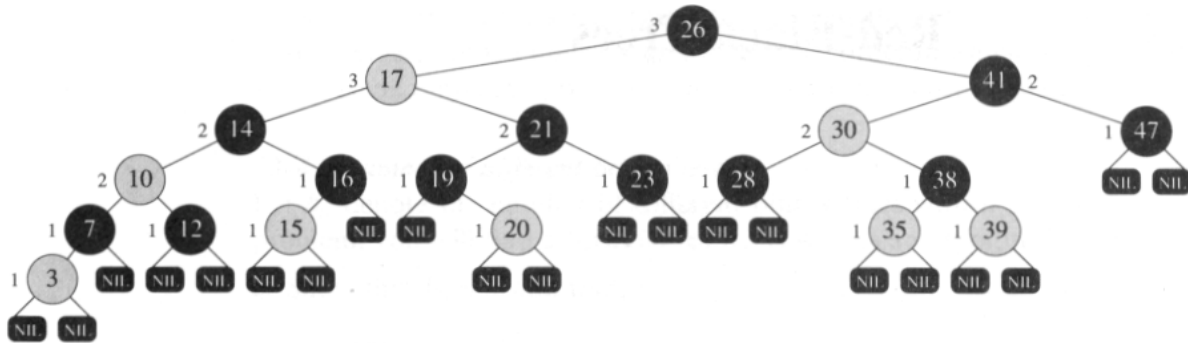 3 26
3 17 41 2
2 14 2 21 2 30 1 47
2 10 1 16 1 19 1 23 1 28 1 38 NIL NIL
1 7 1 12 1 15 NIL NIL 1 20 NIL NIL NIL NIL 1 35 1 39
1 3 NIL NIL NIL NIL NIL NIL NIL NIL NIL NIL NIL
NIL NIL